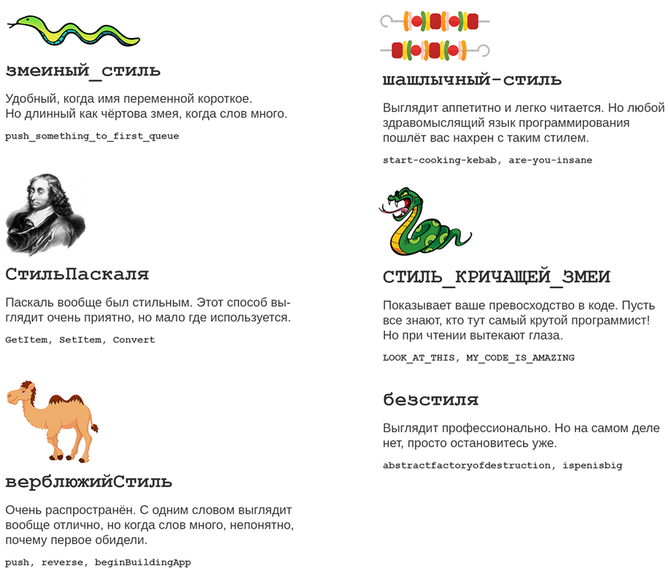 змеиный_стиль
Удобный, когда имя переменной короткое.
Но длинный как чёртова змея, когда слов много.
push_something_to_first_queue
СтильПаскаля
Паскаль вообще был стильным. Этот способ вы-
глядит очень приятно, но мало где используется.
GetItem, SetItem, Convert
верблюжийСтиль
Очень распространён. С одним словом выглядит
вообще отлично, но когда слов много, непонятно,
почему первое обидели.
push, reverse, beginBuildingApp
шашлычный-стиль
Выглядит аппетитно и легко читается. Но любой
здравомыслящий язык программирования
пошлёт вас нахрен с таким стилем.
start-cooking-kebab, are-you-insane
СТИЛЬ_КРИЧАЩЕЙ_ЗМЕИ
Показывает ваше превосходство в коде. Пусть
все знают, кто тут самый крутой программист!
Но при чтении вытекают глаза.
LOOK_AT_THIS, MY_CODE_IS_AMAZING
безстиля
Выглядит профессионально. Но на самом деле
нет, просто остановитесь уже.
abstractfactoryofdestruction, ispenisbig